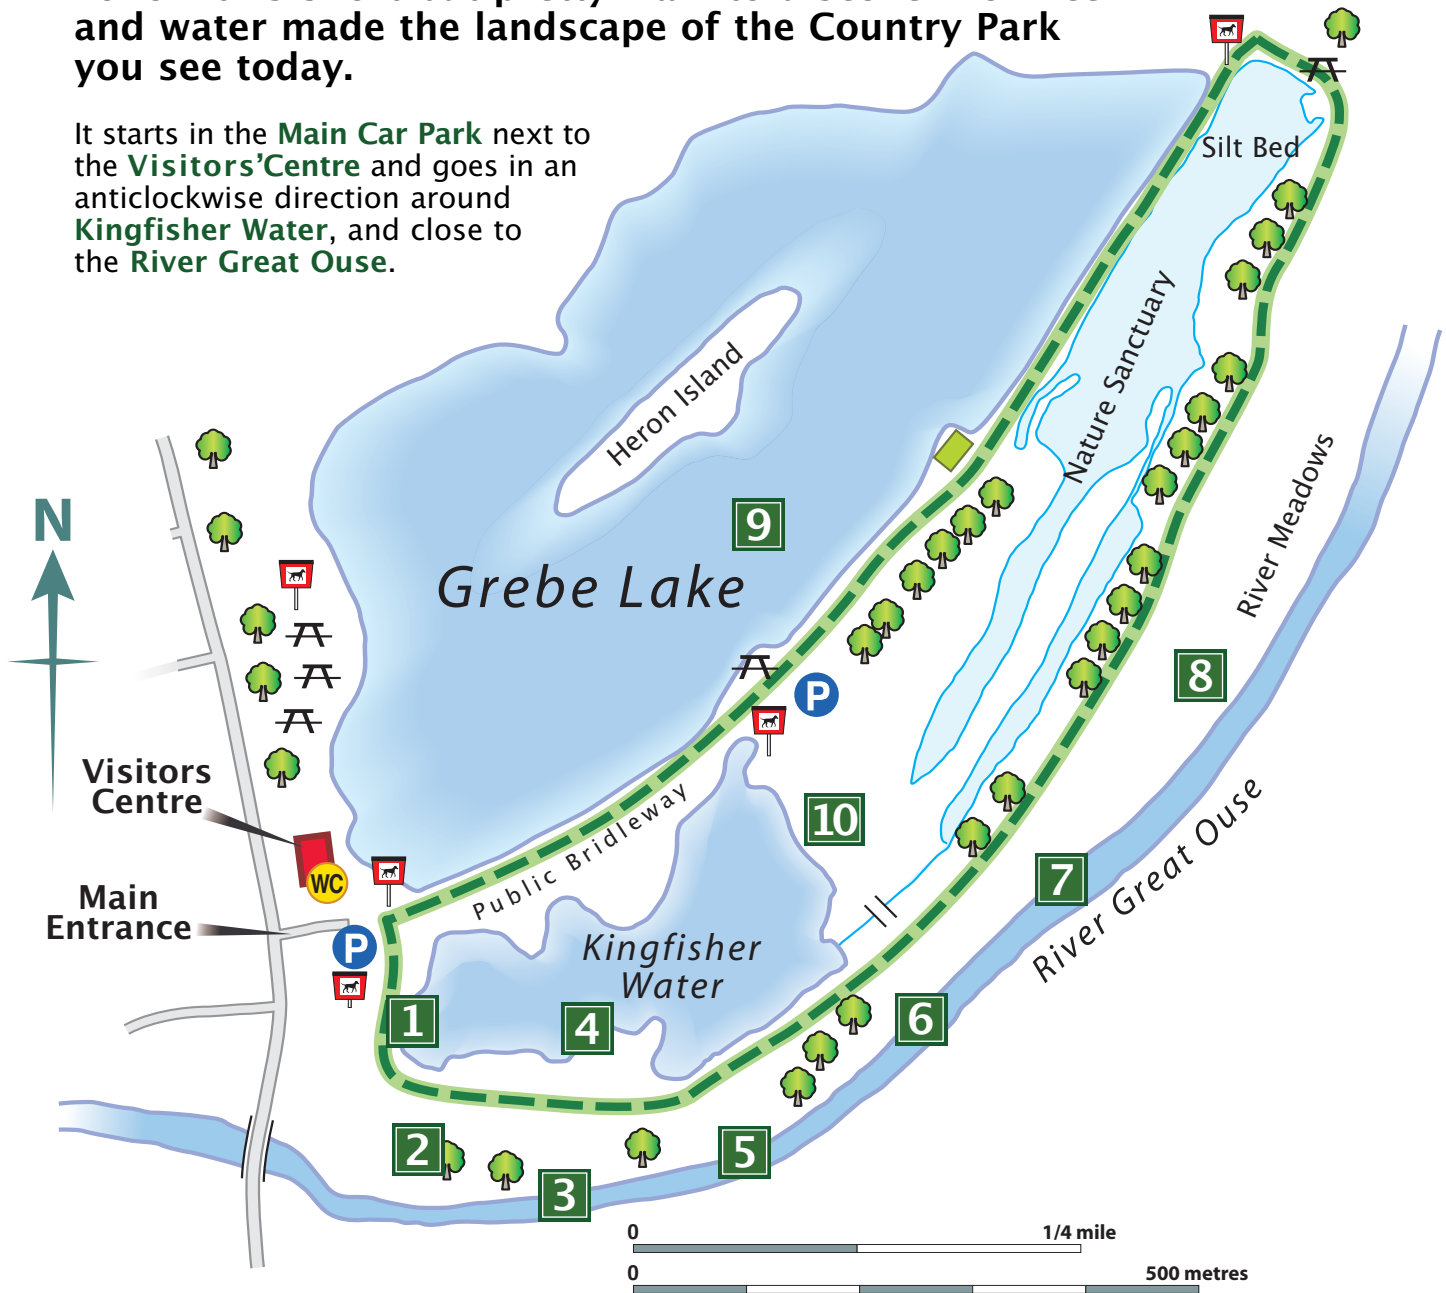 and water made the landscape of the Country Park
you see today.
It starts in the Main Car Park next to
the Visitors'Centre and goes in an
anticlockwise direction around
Kingfisher Water, and close to
the River Great Ouse.
Silt Bed
Nature Sanctuary
Heron Island
River Meadows
N
9
Grebe Lake
P
8
Visitors
Centre
WC
Main
Entrance
P
Public Bridleway
10
7
River Great Ouse
Kingfisher
Water
1
4
6
2
5
3
0
1/4 mile
0
500 metres